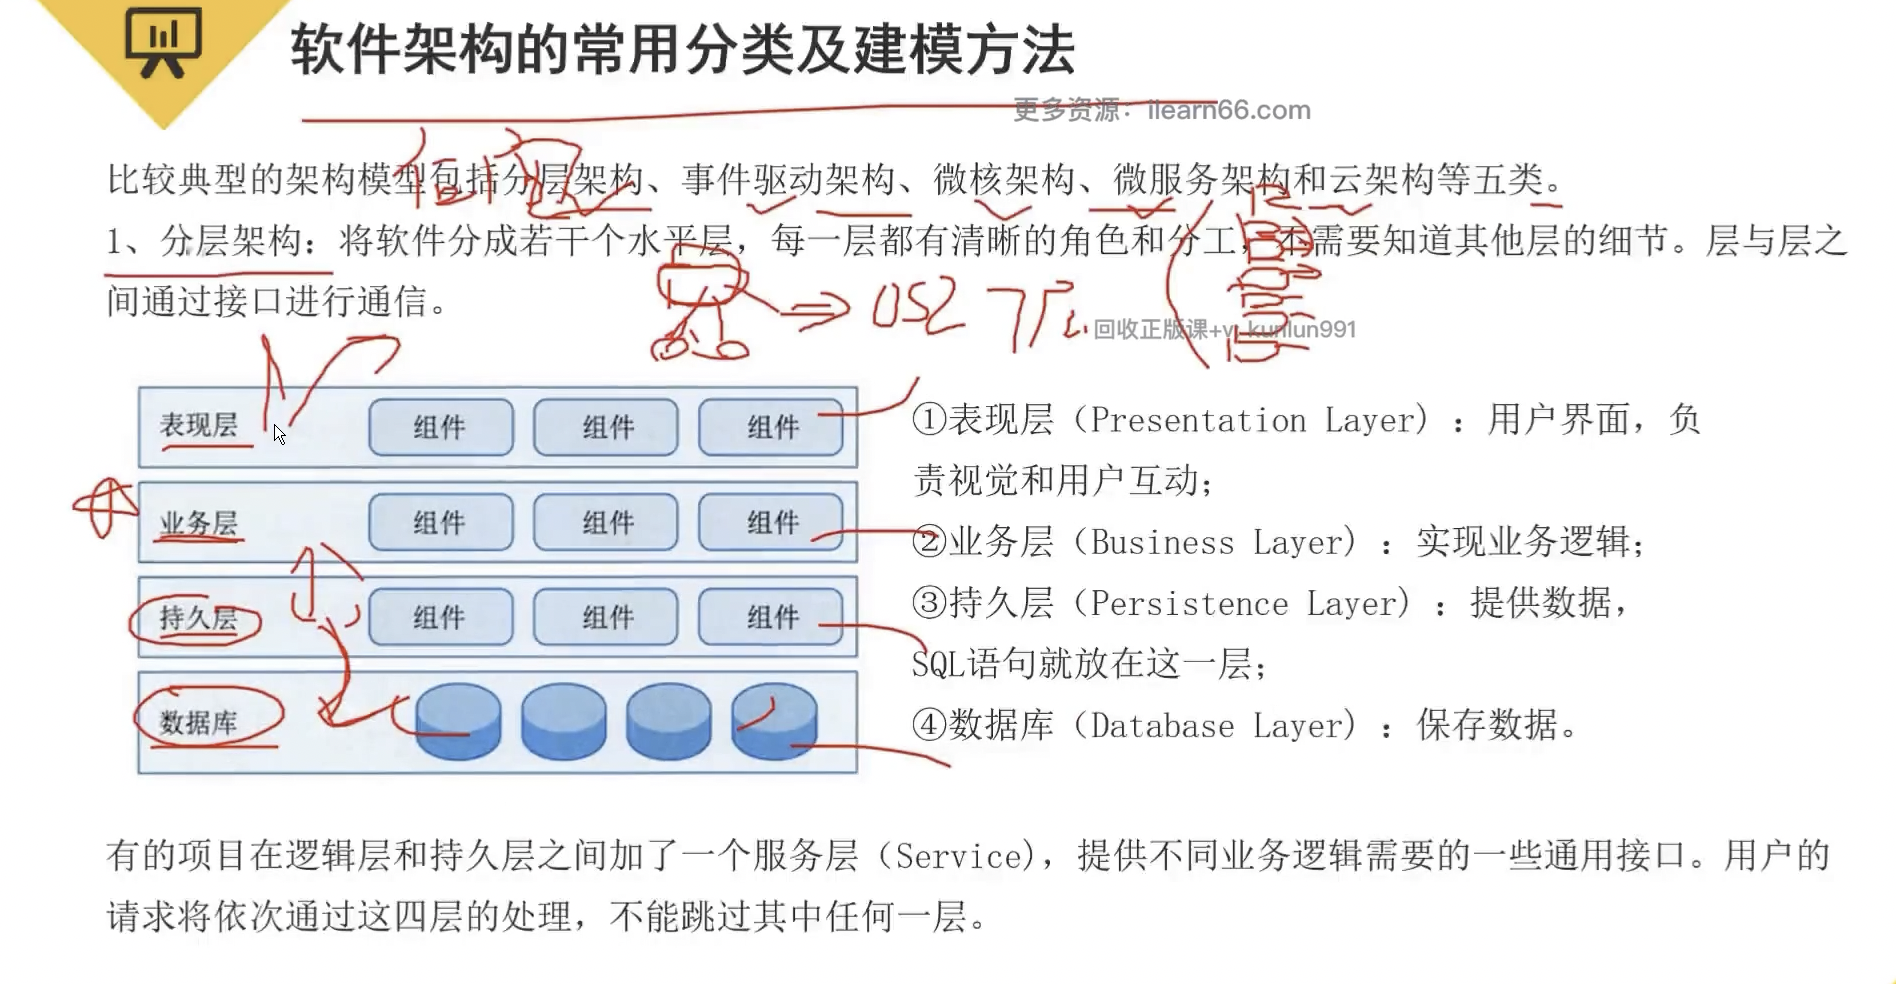 软件架构的常用分类及建模方法
更多资源：ilearn66.com
比较典型的架构模型包括分层架构、事件驱动架构、微核架构、微服务架构和云架构等五类。
1、分层架构：将软件分成若干个水平层，每一层都有清晰的角色和分工，不需要知道其他层的细节。层与层之
间通过接口进行通信。
OSI 7层
回收正版课+v: kunlun991
表现层 组件 组件 组件
业务层 组件 组件 组件
持久层 组件 组件 组件
数据库
①表现层（Presentation Layer）：用户界面，负
责视觉和用户互动；
②业务层（Business Layer）：实现业务逻辑；
③持久层（Persistence Layer）：提供数据，
SQL语句就放在这一层；
④数据库（Database Layer）：保存数据。
有的项目在逻辑层和持久层之间加了一个服务层（Service），提供不同业务逻辑需要的一些通用接口。用户的
请求将依次通过这四层的处理，不能跳过其中任何一层。